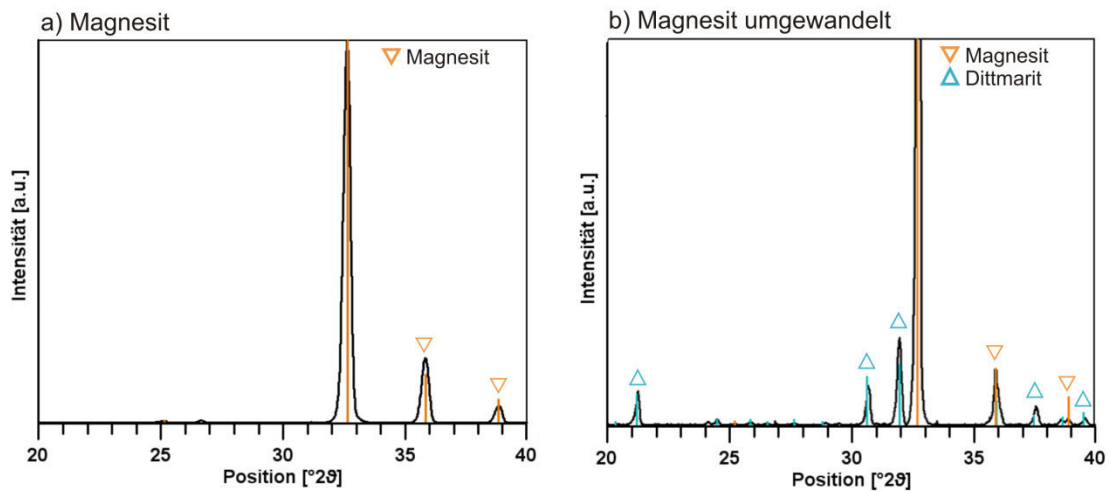 a) Magnesit
Magnesit
Intensität [a.u.]
20 25 30 35 40
Position [°2ϑ]
b) Magnesit umgewandelt
Magnesit
Dittmarit
Intensität [a.u.]
20 25 30 35 40
Position [°2ϑ]